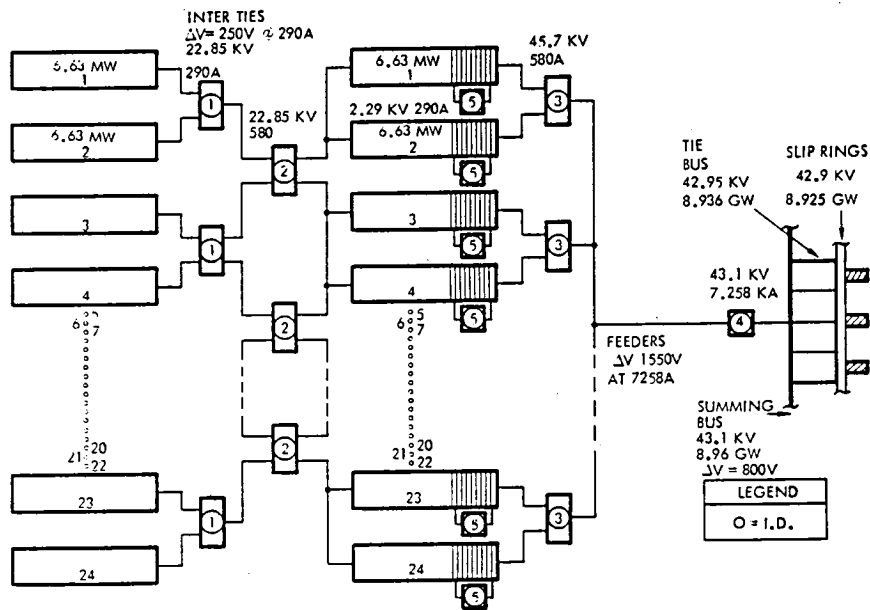 INTER TIES
ΔV= 250V @ 290A
22.85 KV
290A
6.63 MW
1
6.63 MW
2
3
4
6
7
21
20
22
23
24
1
1
1
22.85 KV
580
2
2
2
6.63 MW
1
5
2.29 KV 290A
6.63 MW
2
5
3
5
4
5
5
6
7
20
21
22
23
5
24
5
45.7 KV
580A
3
3
3
FEEDERS
ΔV 1550V
AT 7258A
43.1 KV
7.258 KA
4
TIE
BUS
42.95 KV
8.936 GW
SLIP RINGS
42.9 KV
8.925 GW
SUMMING
BUS
43.1 KV
8.96 GW
ΔV = 800V
LEGEND
O = I.D.